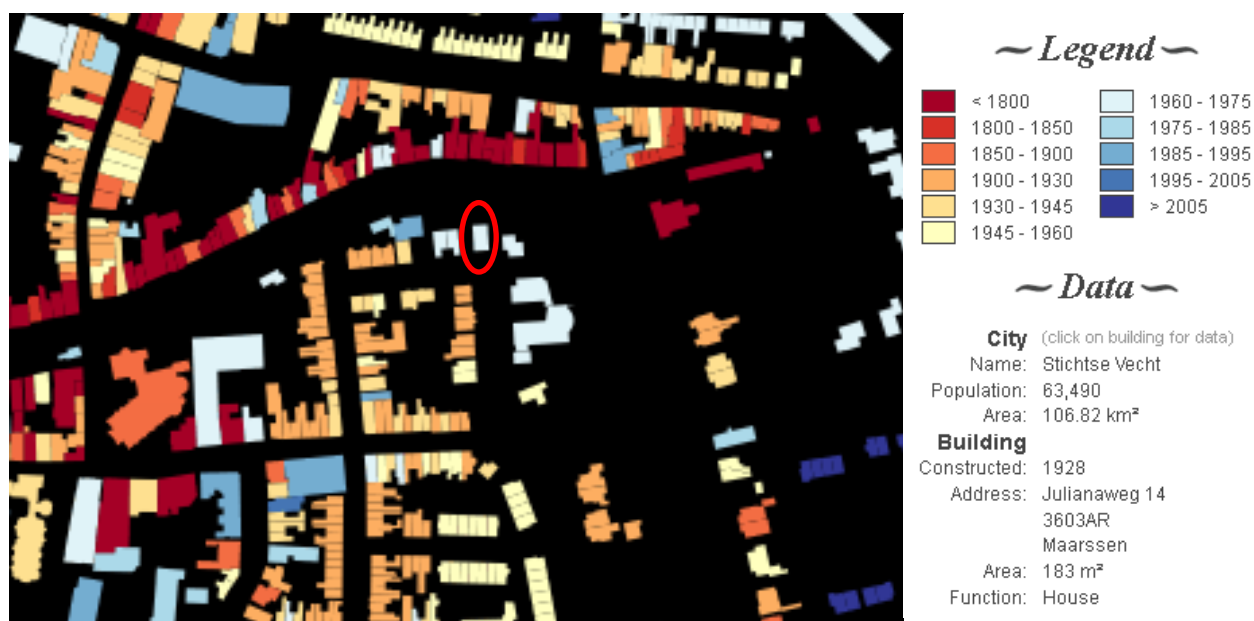 ~ Legend ~
< 1800
1800 - 1850
1850 - 1900
1900 - 1930
1930 - 1945
1945 - 1960
1960 - 1975
1975 - 1985
1985 - 1995
1995 - 2005
> 2005
~ Data ~
City (click on building for data)
Name: Stichtse Vecht
Population: 63,490
Area: 106.82 km²
Building
Constructed: 1928
Address: Julianaweg 14
3603AR
Maarssen
Area: 183 m²
Function: House